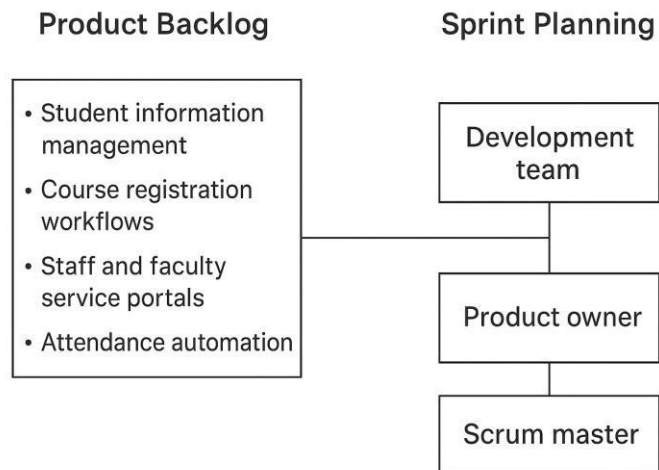 Product Backlog
• Student information
management
• Course registration
workflows
• Staff and faculty
service portals
• Attendance automation
Sprint Planning
Development
team
Product owner
Scrum master